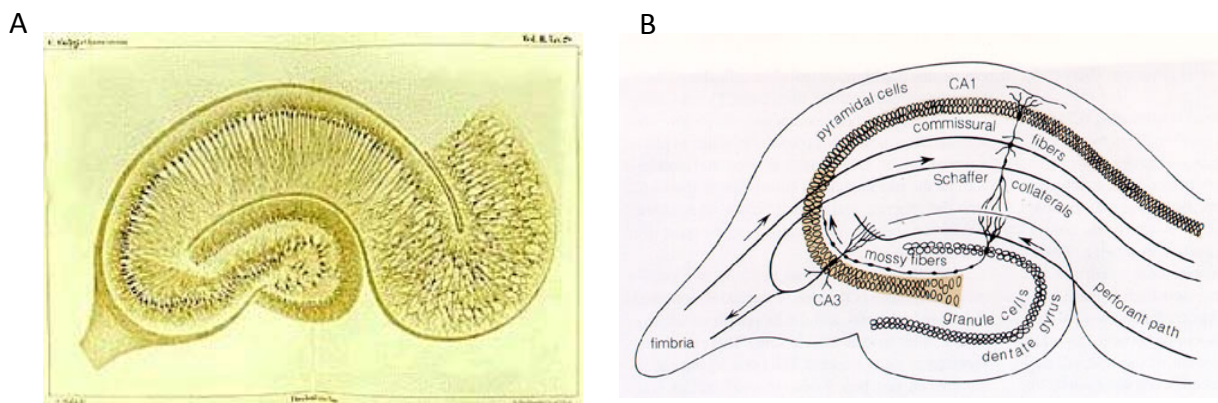 A
B
pyramidal cells
CA1
commissural
fibers
Schaffer
collaterals
mossy fibers
CA3
granule cells
dentate gyrus
perforant path
fimbria